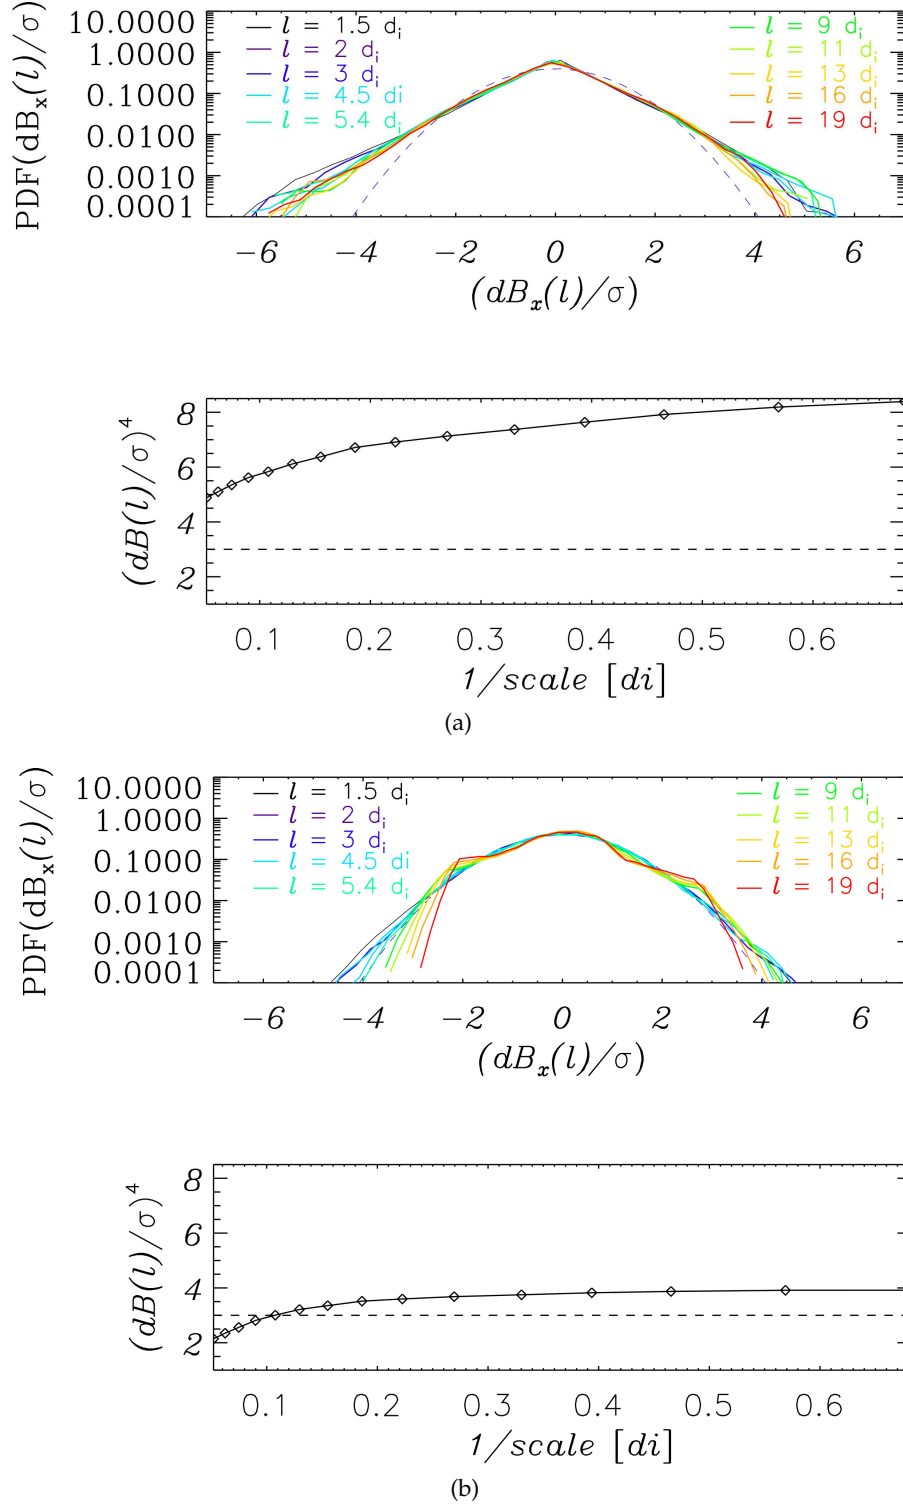 PDF(dBx(l)/σ)
10.0000
1.0000
0.1000
0.0100
0.0010
0.0001
l = 1.5 di
l = 2 di
l = 3 di
l = 4.5 di
l = 5.4 di
l = 9 di
l = 11 di
l = 13 di
l = 16 di
l = 19 di
−6 −4 −2 0 2 4 6
(dBx(l)/σ)
(dB(l)/σ)⁴
8
6
4
2
0.1 0.2 0.3 0.4 0.5 0.6
1/scale [di]
(a)
PDF(dBx(l)/σ)
10.0000
1.0000
0.1000
0.0100
0.0010
0.0001
l = 1.5 di
l = 2 di
l = 3 di
l = 4.5 di
l = 5.4 di
l = 9 di
l = 11 di
l = 13 di
l = 16 di
l = 19 di
−6 −4 −2 0 2 4 6
(dBx(l)/σ)
(dB(l)/σ)⁴
8
6
4
2
0.1 0.2 0.3 0.4 0.5 0.6
1/scale [di]
(b)